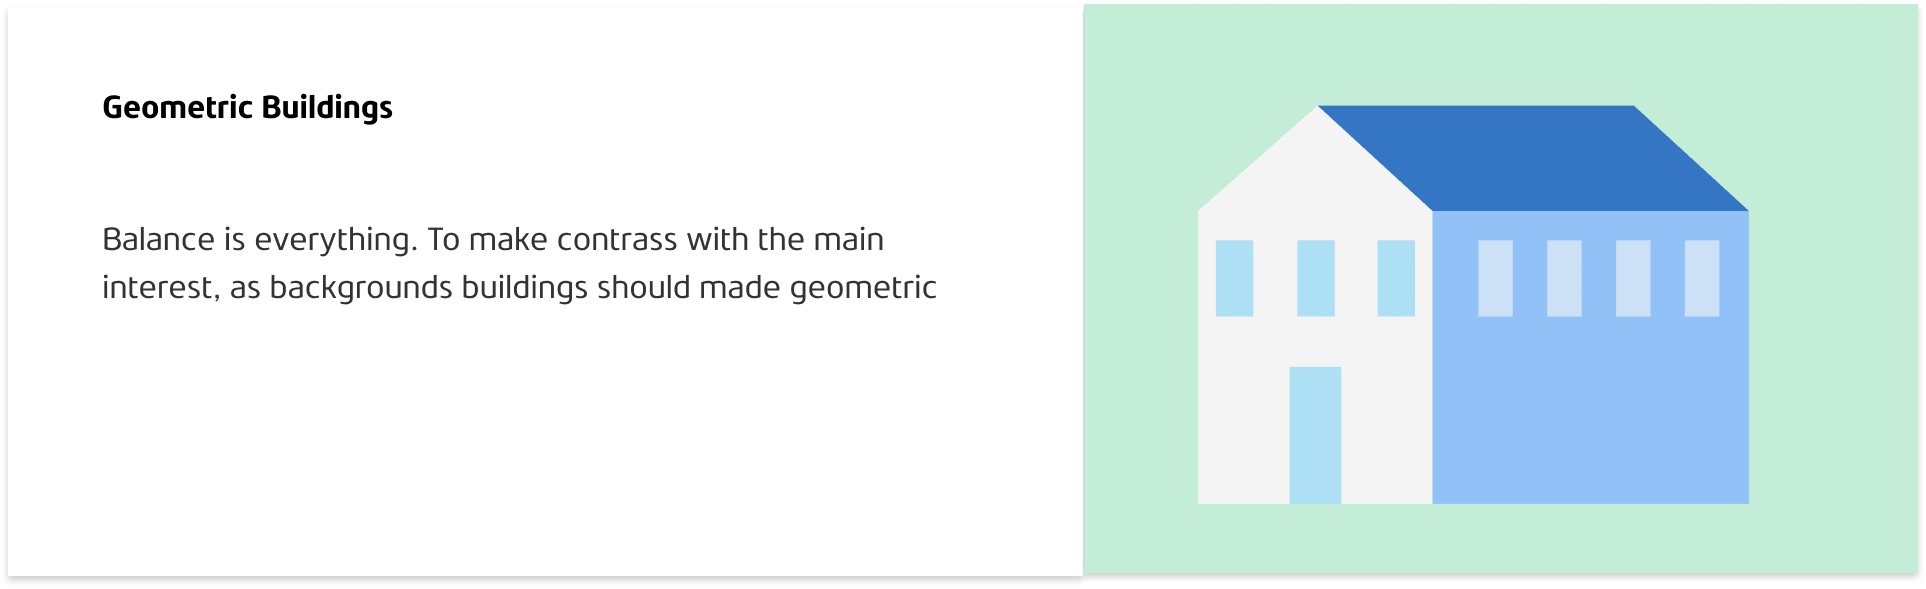 Geometric Buildings
Balance is everything. To make contrass with the main
interest, as backgrounds buildings should made geometric